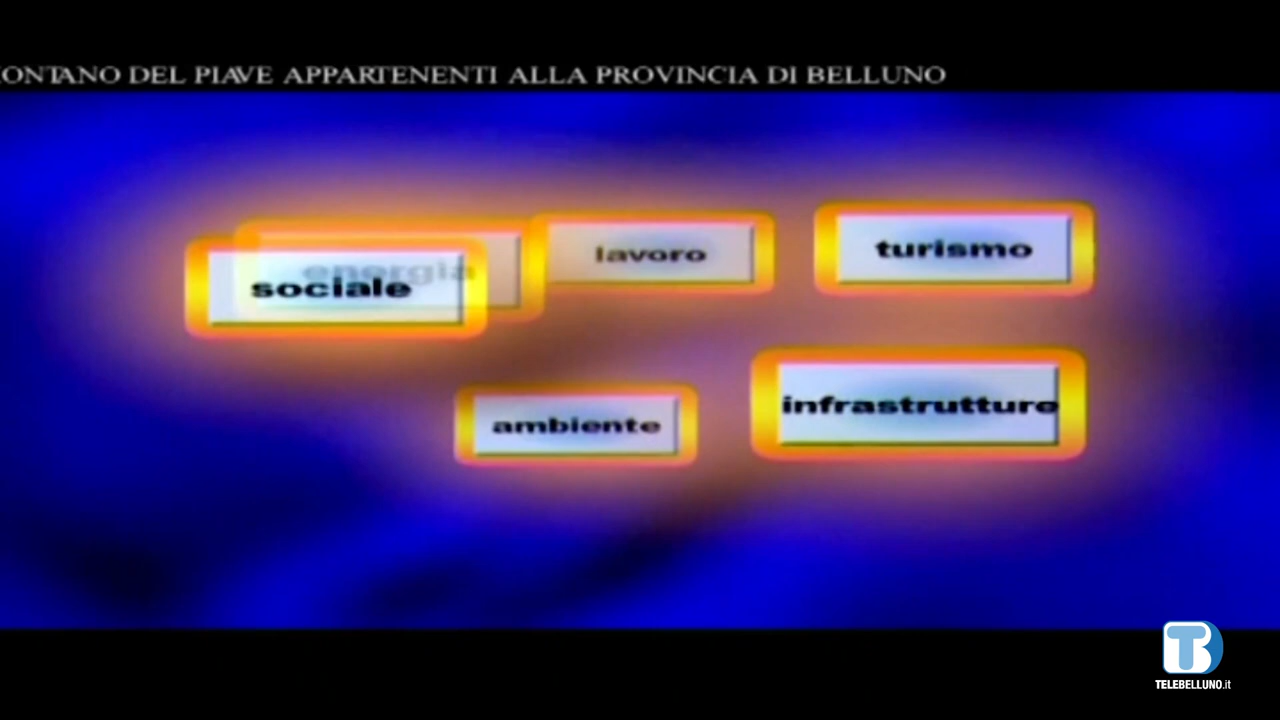 ONTANO DEL PIAVE APPARTENENTI ALLA PROVINCIA DI BELLUNO
energia
lavoro
turismo
sociale
ambiente
infrastrutture
TELEBELLUNO.it